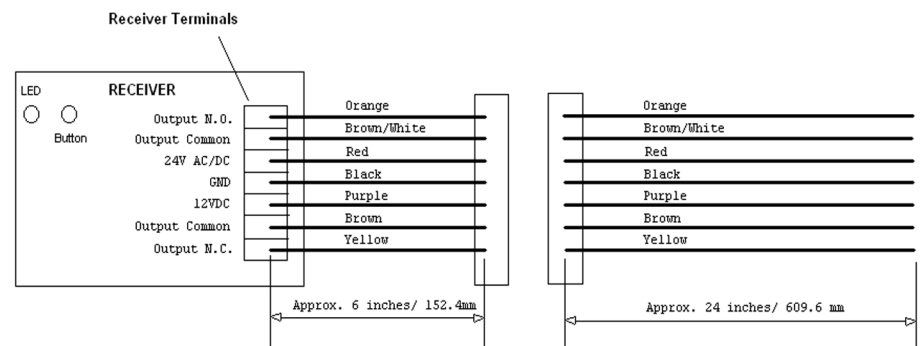 Receiver Terminals
LED
RECEIVER
Button
Output N.O.
Output Common
24V AC/DC
GND
12VDC
Output Common
Output N.C.
Orange
Brown/White
Red
Black
Purple
Brown
Yellow
Approx. 6 inches/ 152.4mm
Orange
Brown/White
Red
Black
Purple
Brown
Yellow
Approx. 24 inches/ 609.6 mm